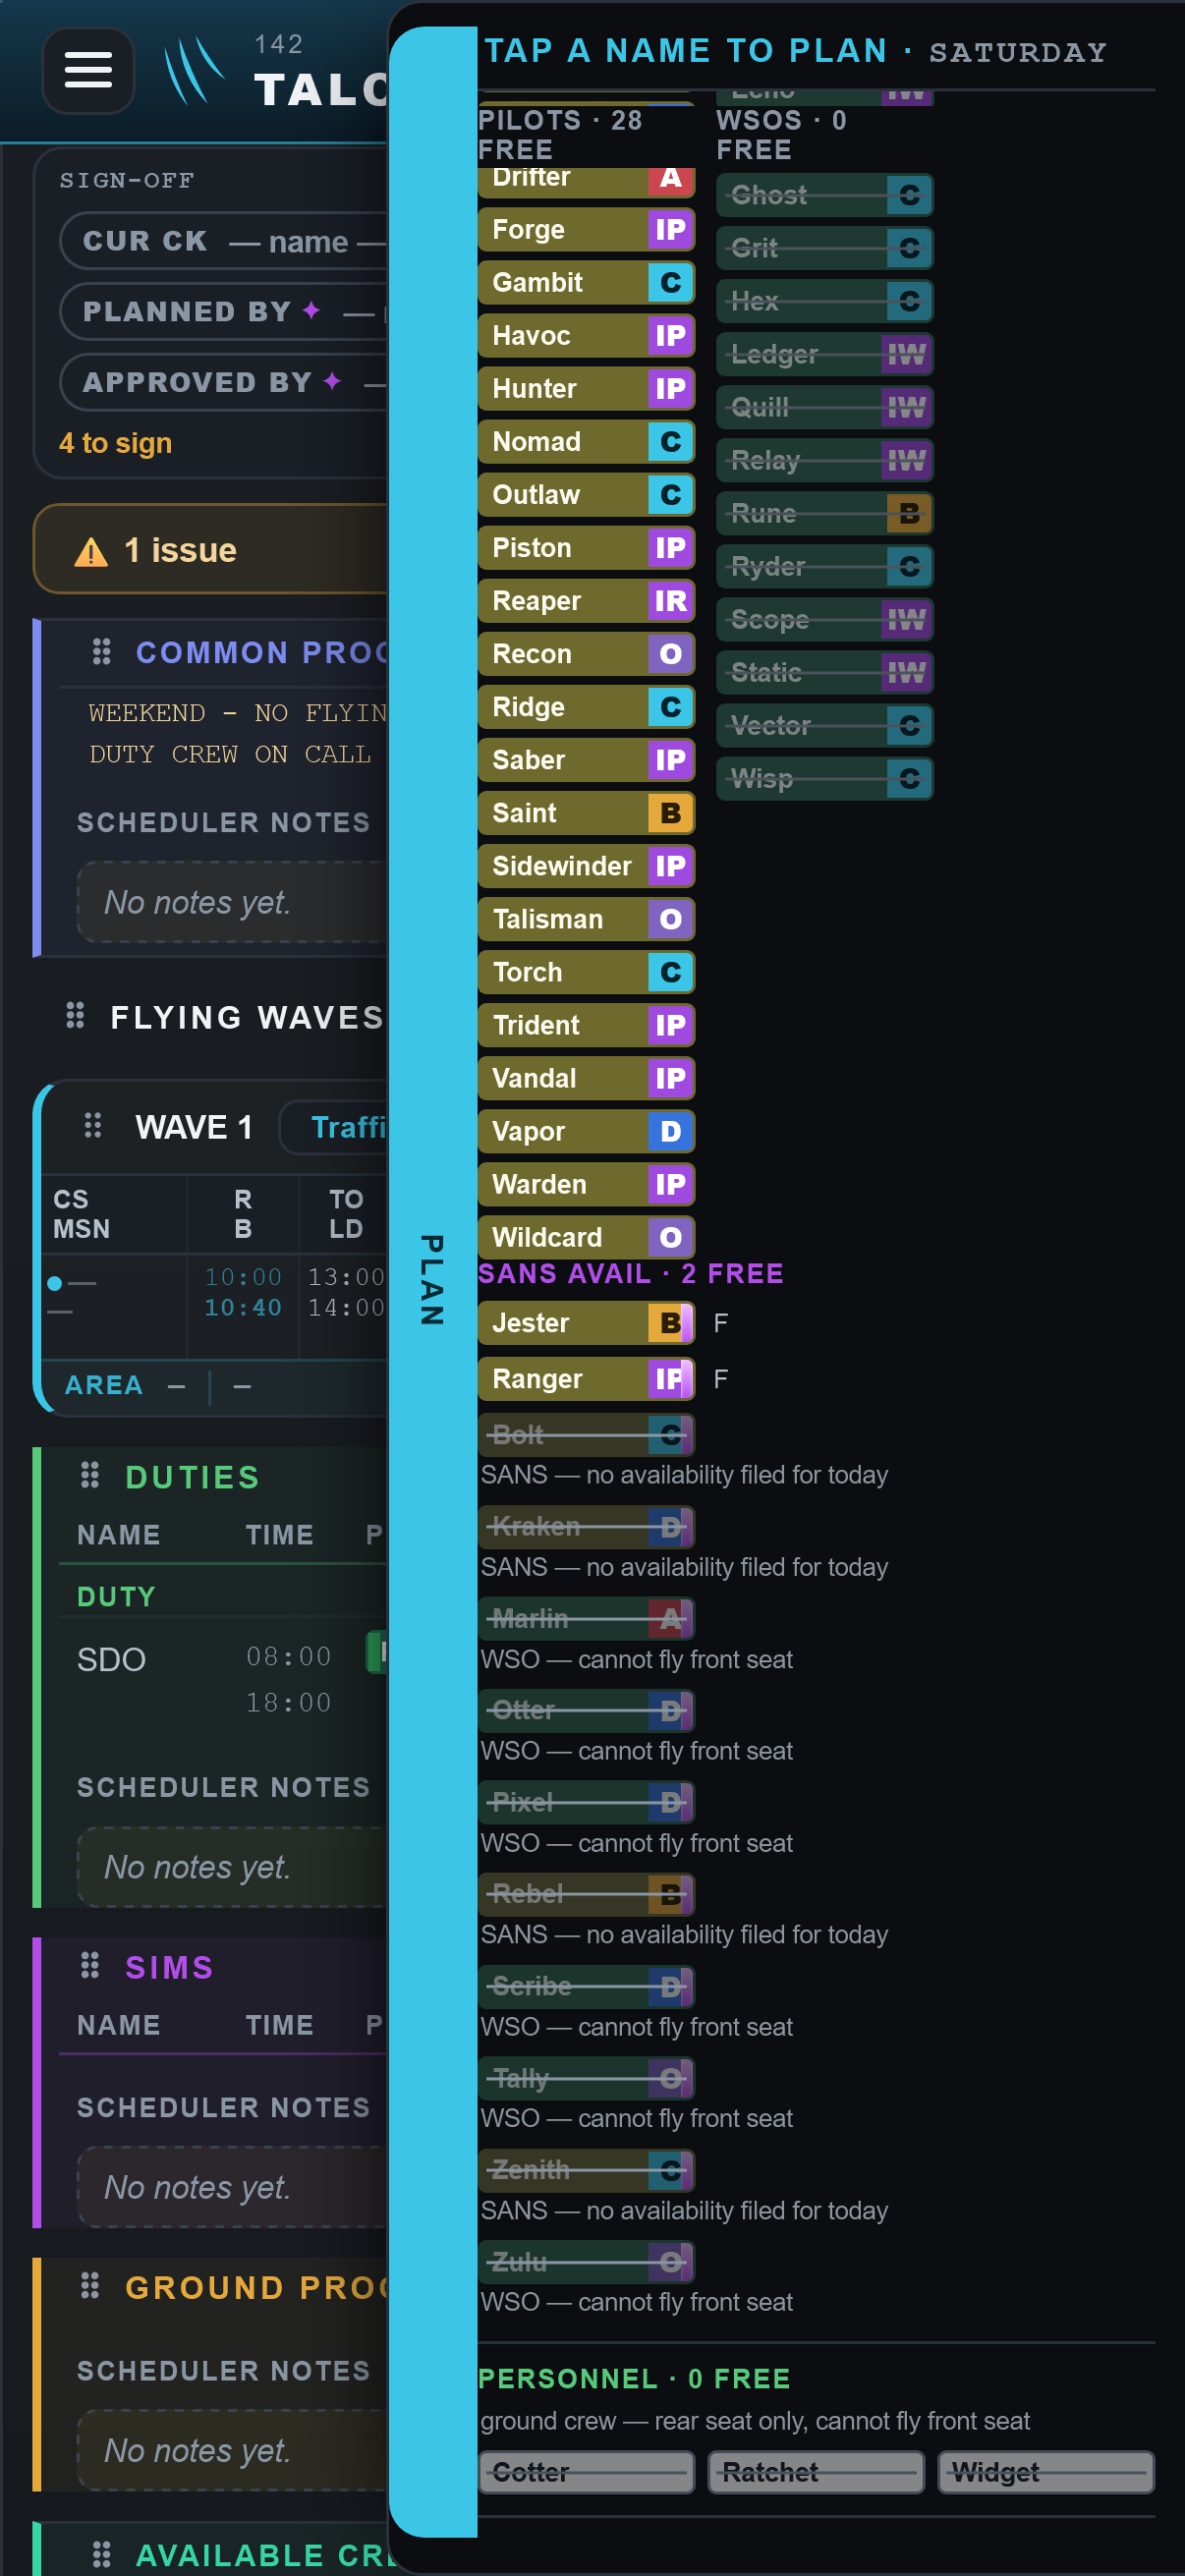 142
TALO
SIGN-OFF
CUR CK — name —
PLANNED BY —
APPROVED BY —
4 to sign
1 issue
COMMON PROG
WEEKEND - NO FLYIN
DUTY CREW ON CALL
SCHEDULER NOTES
No notes yet.
FLYING WAVES
WAVE 1 Traffi
CS R TO
MSN B LD
— 10:00 13:00
— 10:40 14:00
AREA – –
DUTIES
NAME TIME P
DUTY
SDO 08:00
18:00
SCHEDULER NOTES
No notes yet.
SIMS
NAME TIME P
SCHEDULER NOTES
No notes yet.
GROUND PROG
SCHEDULER NOTES
No notes yet.
AVAILABLE CRE
PLAN
TAP A NAME TO PLAN · SATURDAY
PILOTS · 28
FREE
Drifter A
Forge IP
Gambit C
Havoc IP
Hunter IP
Nomad C
Outlaw C
Piston IP
Reaper IR
Recon O
Ridge C
Saber IP
Saint B
Sidewinder IP
Talisman O
Torch C
Trident IP
Vandal IP
Vapor D
Warden IP
Wildcard O
Echo IW
WSOS · 0
FREE
Ghost C
Grit C
Hex C
Ledger IW
Quill IW
Relay IW
Rune B
Ryder C
Scope IW
Static IW
Vector C
Wisp C
SANS AVAIL · 2 FREE
Jester B F
Ranger IP F
Bolt C
SANS — no availability filed for today
Kraken D
SANS — no availability filed for today
Marlin A
WSO — cannot fly front seat
Otter D
WSO — cannot fly front seat
Pixel D
WSO — cannot fly front seat
Rebel B
SANS — no availability filed for today
Scribe D
WSO — cannot fly front seat
Tally O
WSO — cannot fly front seat
Zenith C
SANS — no availability filed for today
Zulu O
WSO — cannot fly front seat
PERSONNEL · 0 FREE
ground crew — rear seat only, cannot fly front seat
Cotter Ratchet Widget